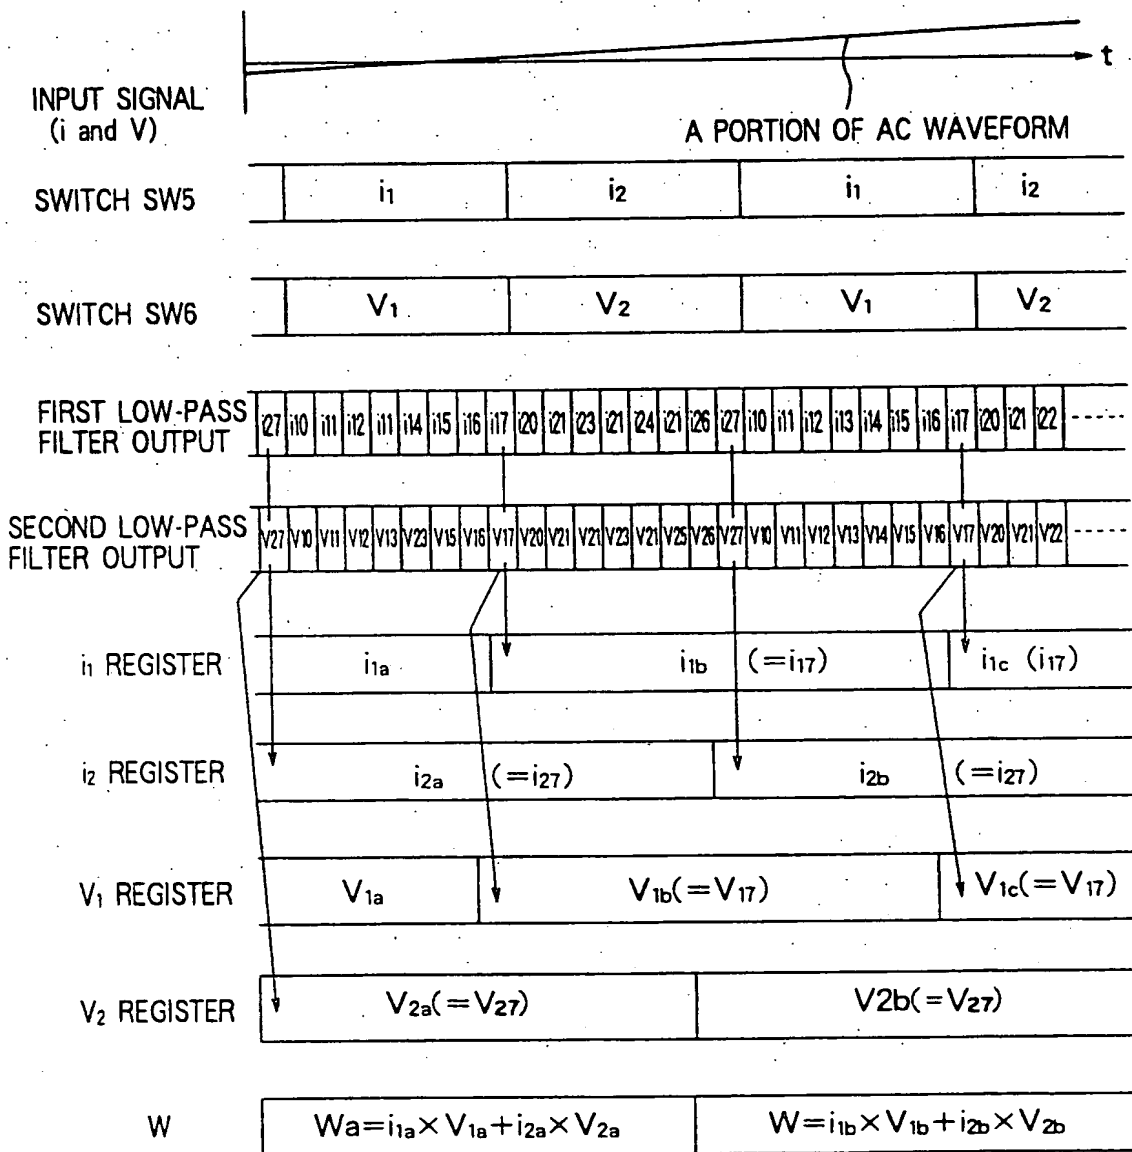 t
INPUT SIGNAL
(i and V)
A PORTION OF AC WAVEFORM
SWITCH SW5 i1 i2 i1 i2
SWITCH SW6 V1 V2 V1 V2
FIRST LOW-PASS
FILTER OUTPUT
i27 i10 i11 i12 i11 i14 i15 i16 i17 i20 i21 i23 i21 i24 i21 i26 i27 i10 i11 i12 i13 i14 i15 i16 i17 i20 i21 i22
SECOND LOW-PASS
FILTER OUTPUT
V27 V10 V11 V12 V13 V23 V15 V16 V17 V20 V21 V21 V23 V21 V25 V26 V27 V10 V11 V12 V13 V14 V15 V16 V17 V20 V21 V22
i1 REGISTER i1a i1b (=i17) i1c (i17)
i2 REGISTER i2a (=i27) i2b (=i27)
V1 REGISTER V1a V1b(=V17) V1c(=V17)
V2 REGISTER V2a(=V27) V2b(=V27)
W Wa=i1a×V1a+i2a×V2a W=i1b×V1b+i2b×V2b